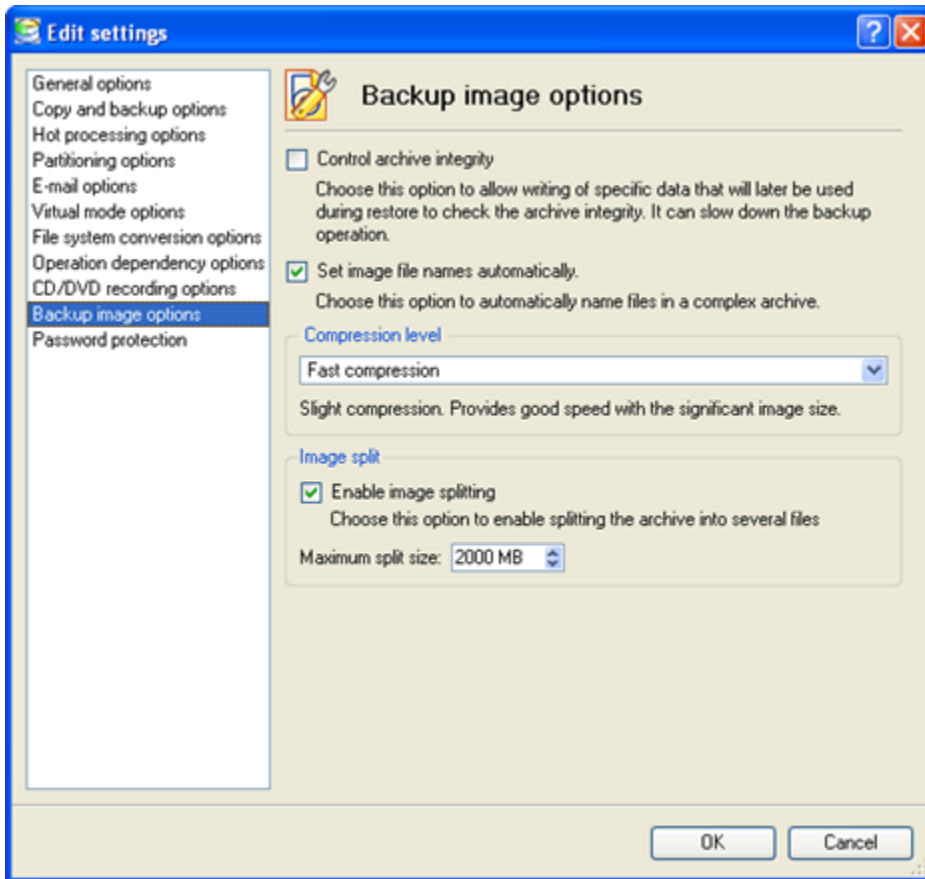 Edit settings
General options
Copy and backup options
Hot processing options
Partitioning options
E-mail options
Virtual mode options
File system conversion options
Operation dependency options
CD/DVD recording options
Backup image options
Password protection
Backup image options
Control archive integrity
Choose this option to allow writing of specific data that will later be used
during restore to check the archive integrity. It can slow down the backup
operation.
Set image file names automatically.
Choose this option to automatically name files in a complex archive.
Compression level
Fast compression
Slight compression. Provides good speed with the significant image size.
Image split
Enable image splitting
Choose this option to enable splitting the archive into several files
Maximum split size: 2000 MB
OK Cancel